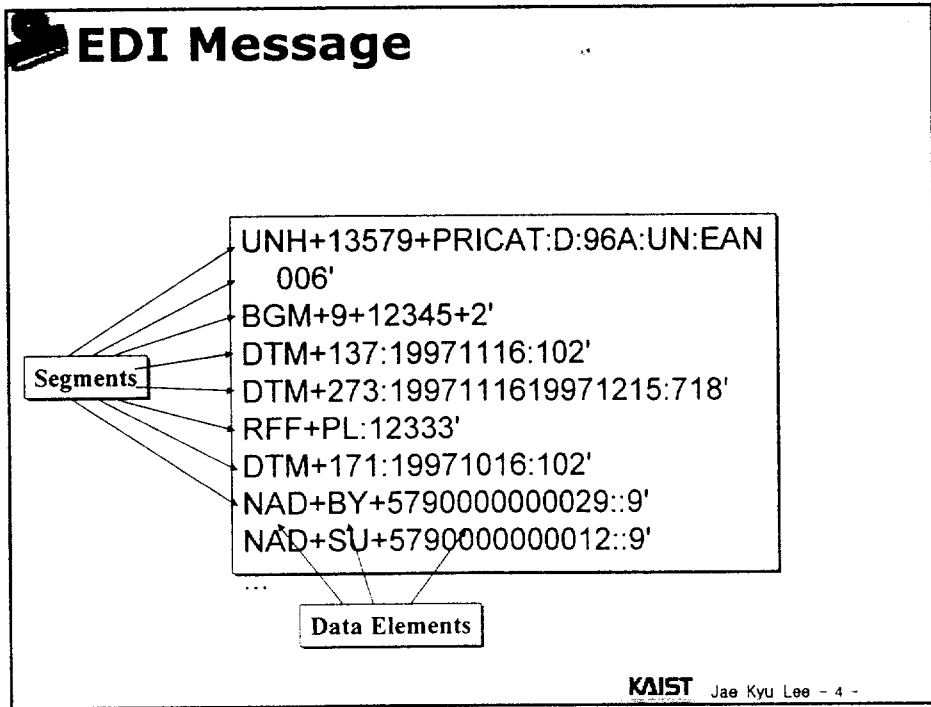 EDI Message
UNH+13579+PRICAT:D:96A:UN:EAN
006'
BGM+9+12345+2'
DTM+137:19971116:102'
DTM+273:1997111619971215:718'
RFF+PL:12333'
DTM+171:19971016:102'
NAD+BY+5790000000029::9'
NAD+SU+5790000000012::9'
...
Segments
Data Elements
KAIST Jae Kyu Lee - 4 -